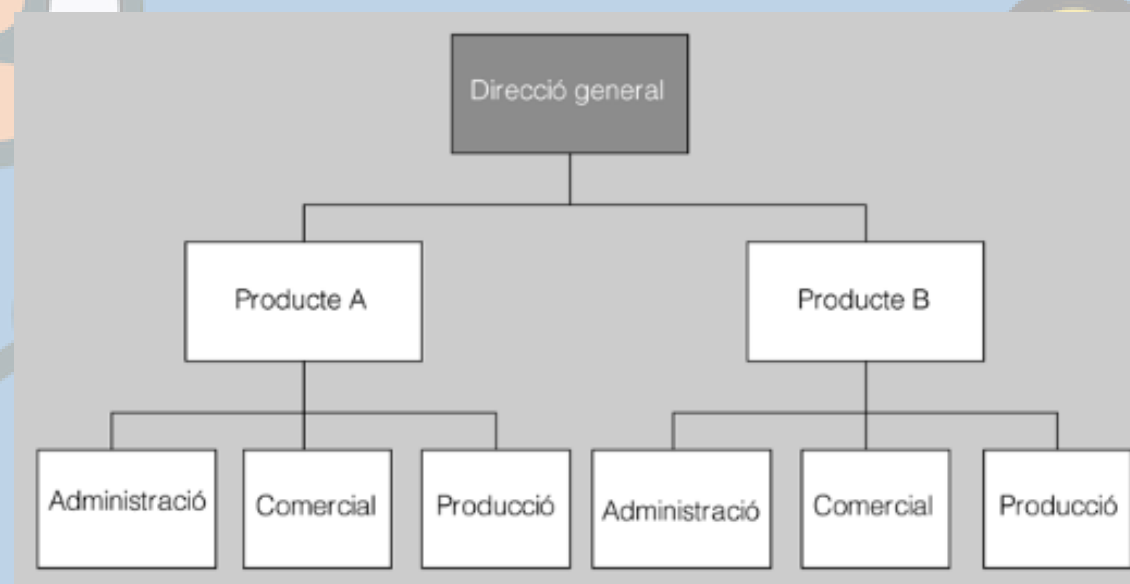 Direcció general
Producte A
Producte B
Administració
Comercial
Producció
Administració
Comercial
Producció